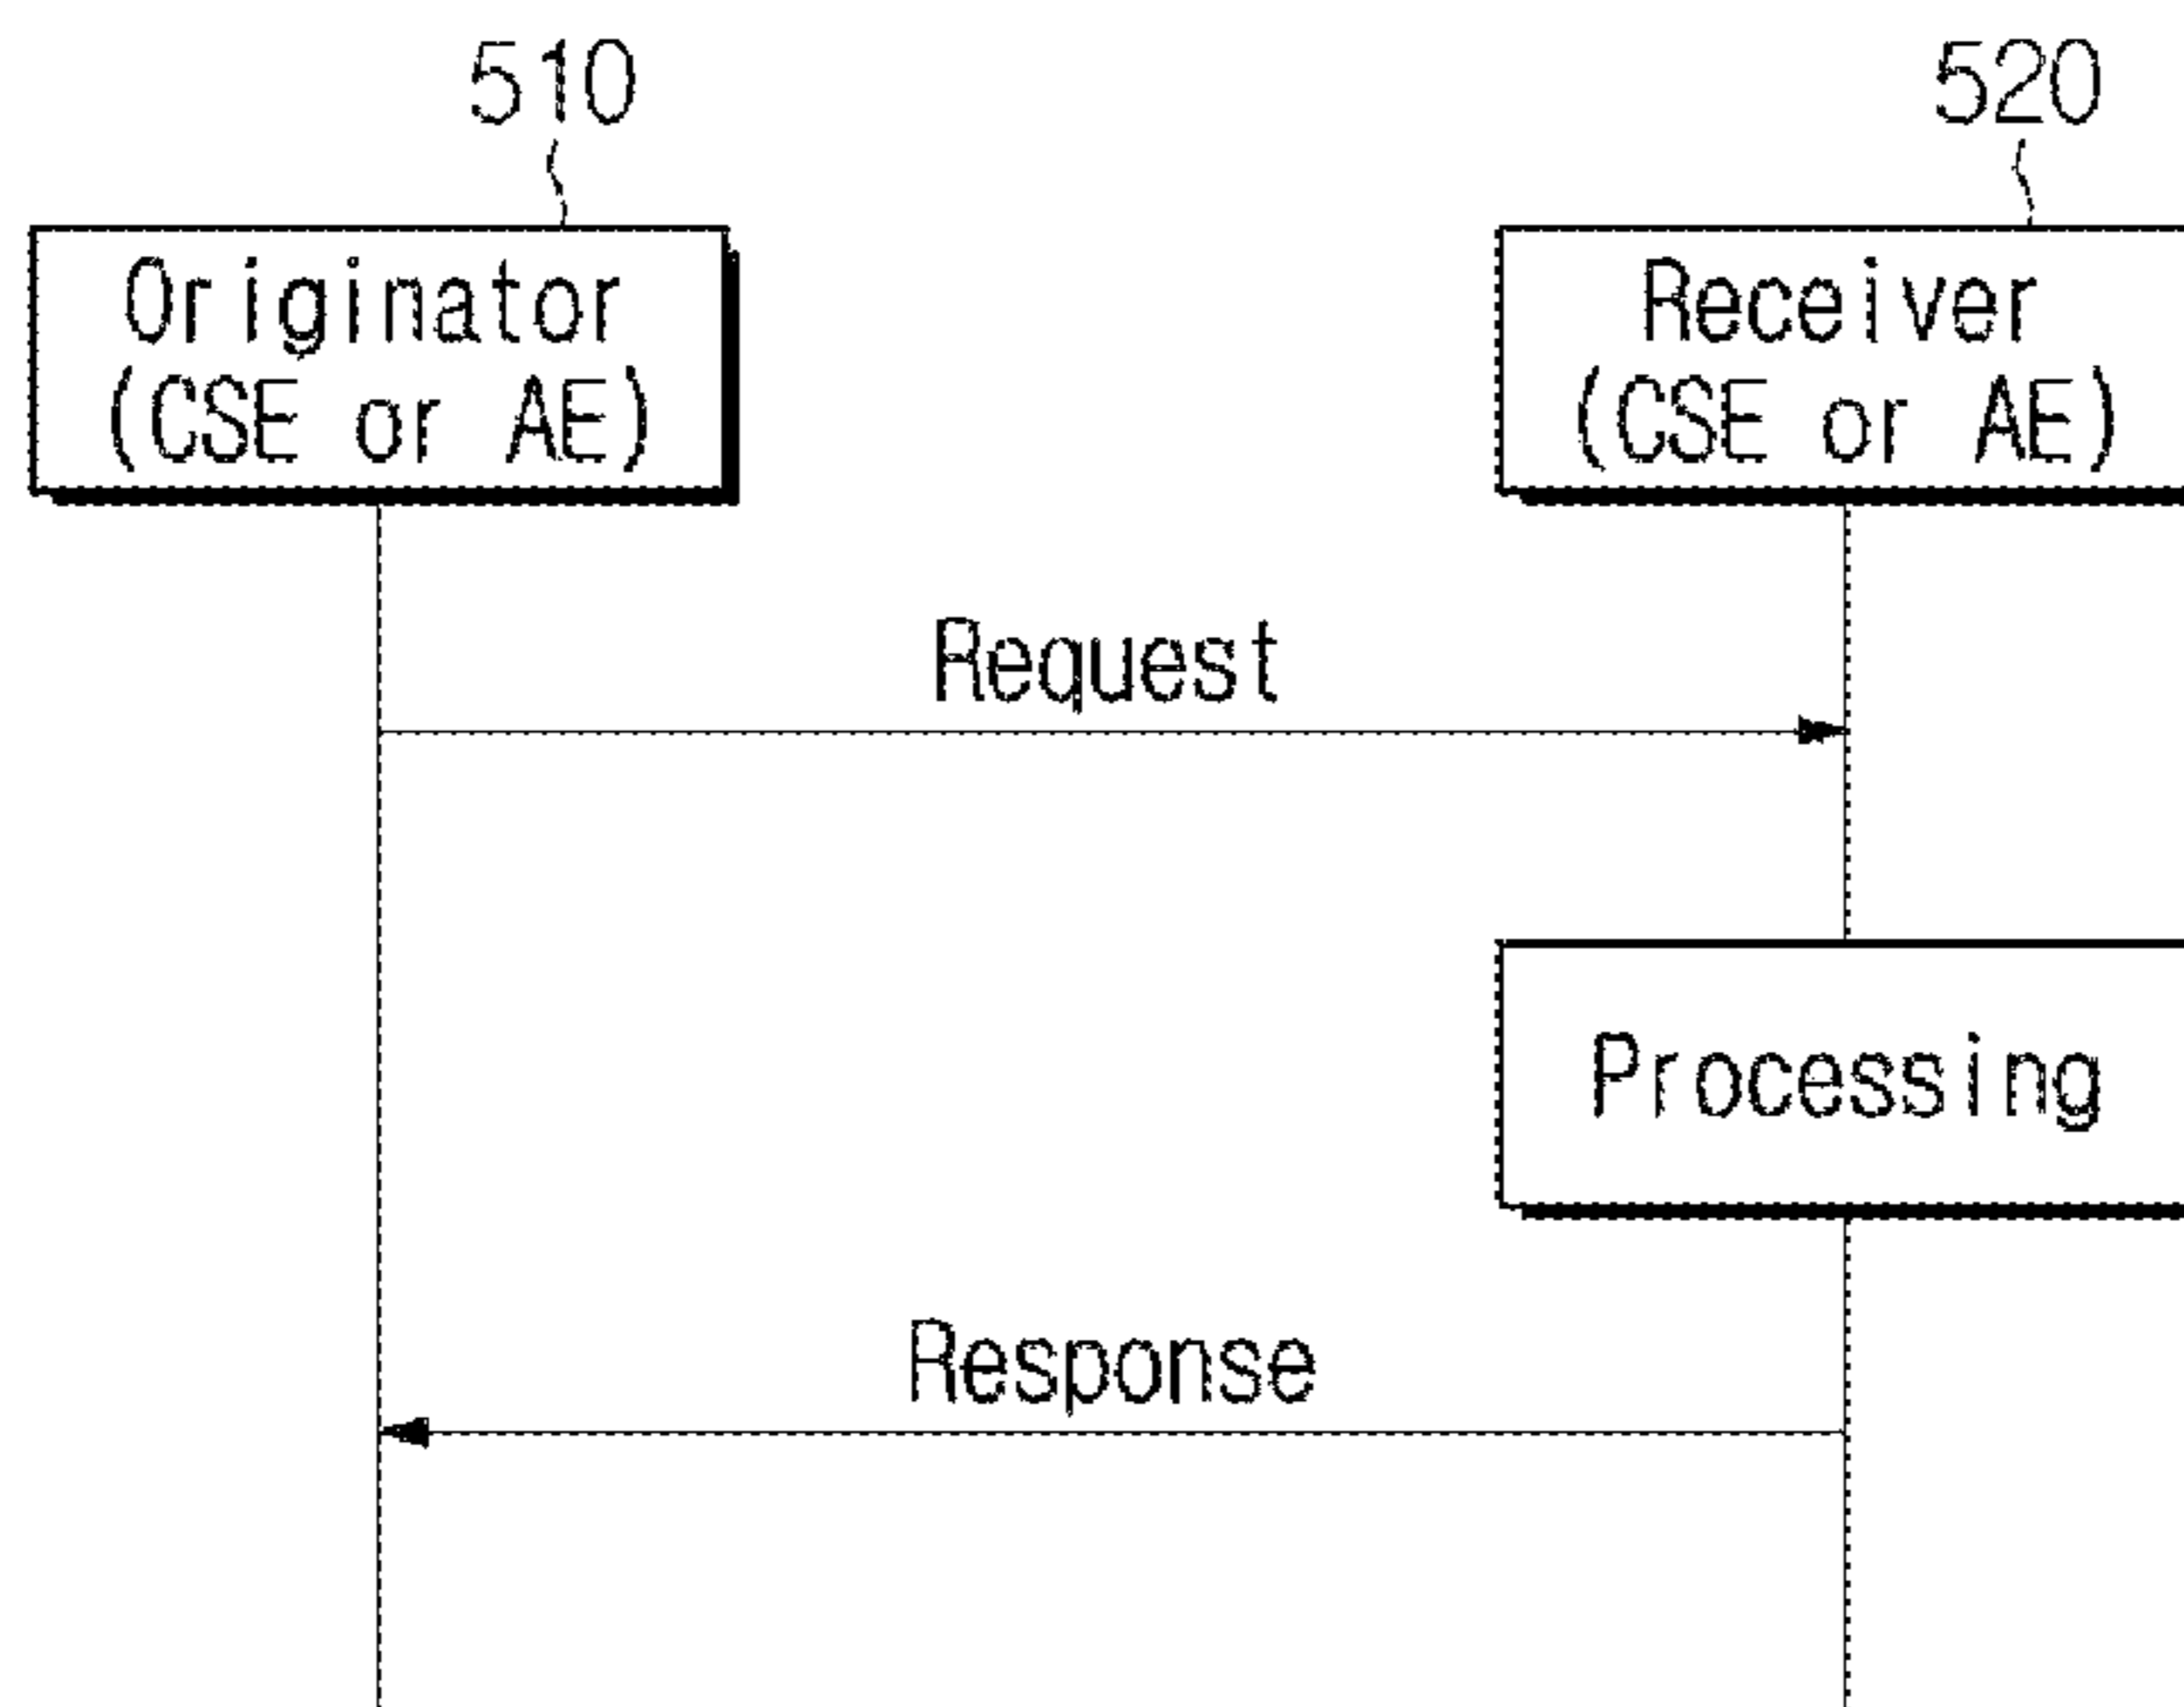 510
520
Originator
(CSE or AE)
Receiver
(CSE or AE)
Request
Processing
Response